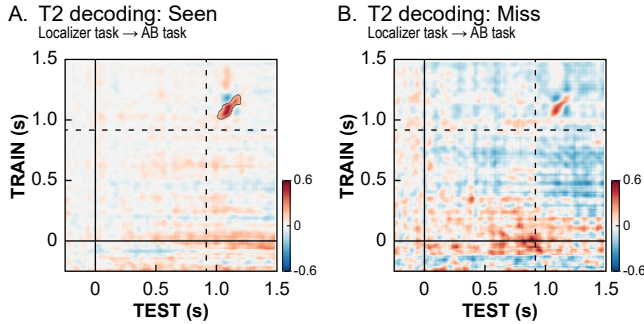 A. T2 decoding: Seen
Localizer task → AB task
1.5
1.0
0.5
0
TRAIN (s)
0.6
0
-0.6
0
0.5
1.0
1.5
TEST (s)
B. T2 decoding: Miss
Localizer task → AB task
1.5
1.0
0.5
0
TRAIN (s)
0.6
0
-0.6
0
0.5
1.0
1.5
TEST (s)